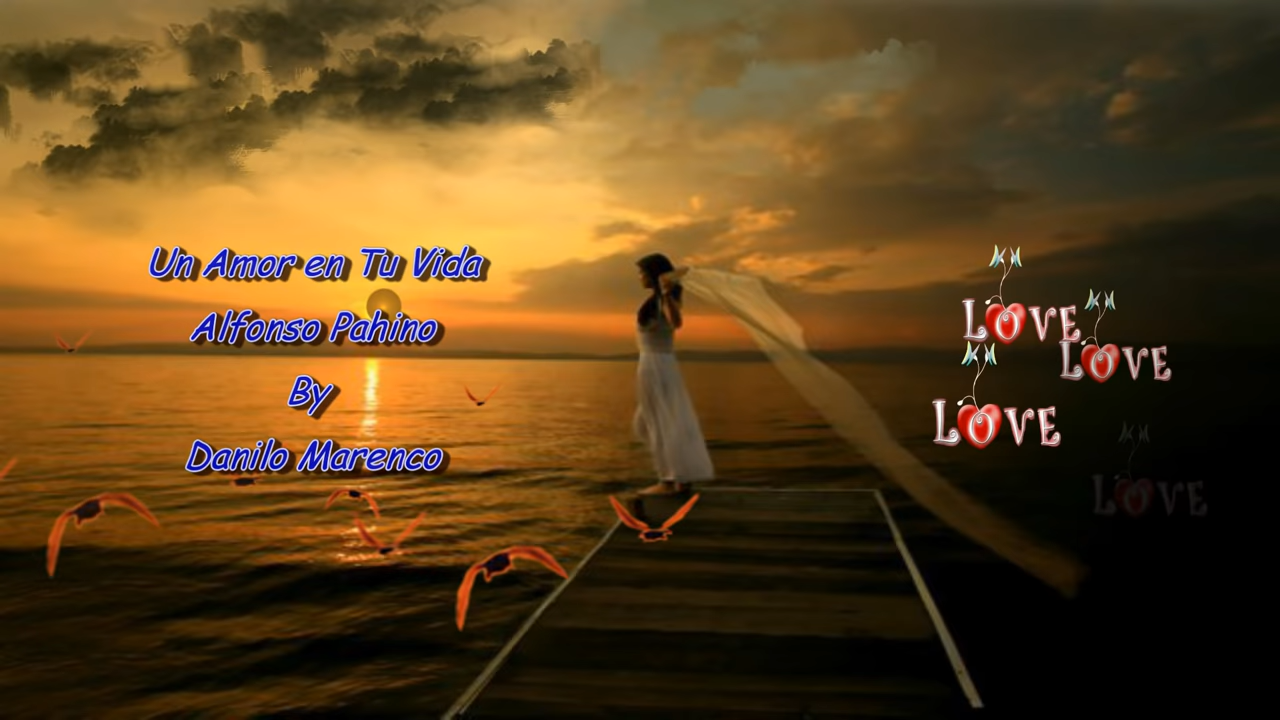 Un Amor en Tu Vida
Alfonso Pahino
By
Danilo Marenco
LOVE
LOVE
LOVE
LOVE